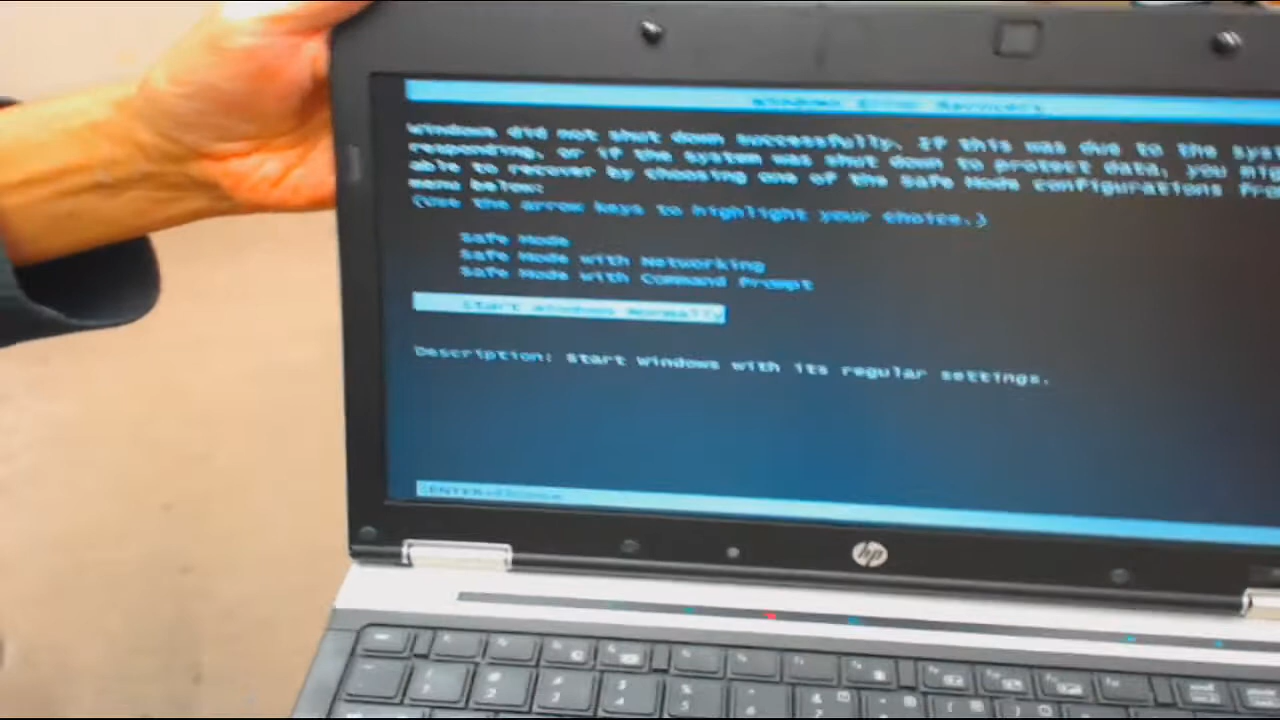 Windows Error Recovery
Windows did not shut down successfully. If this was due to the syst
responding, or if the system was shut down to protect data, you mig
able to recover by choosing one of the Safe Mode configurations fro
menu below:
(Use the arrow keys to highlight your choice.)
Safe Mode
Safe Mode with Networking
Safe Mode with Command Prompt
Start Windows Normally
Description: Start Windows with its regular settings.
ENTER=Choose
hp